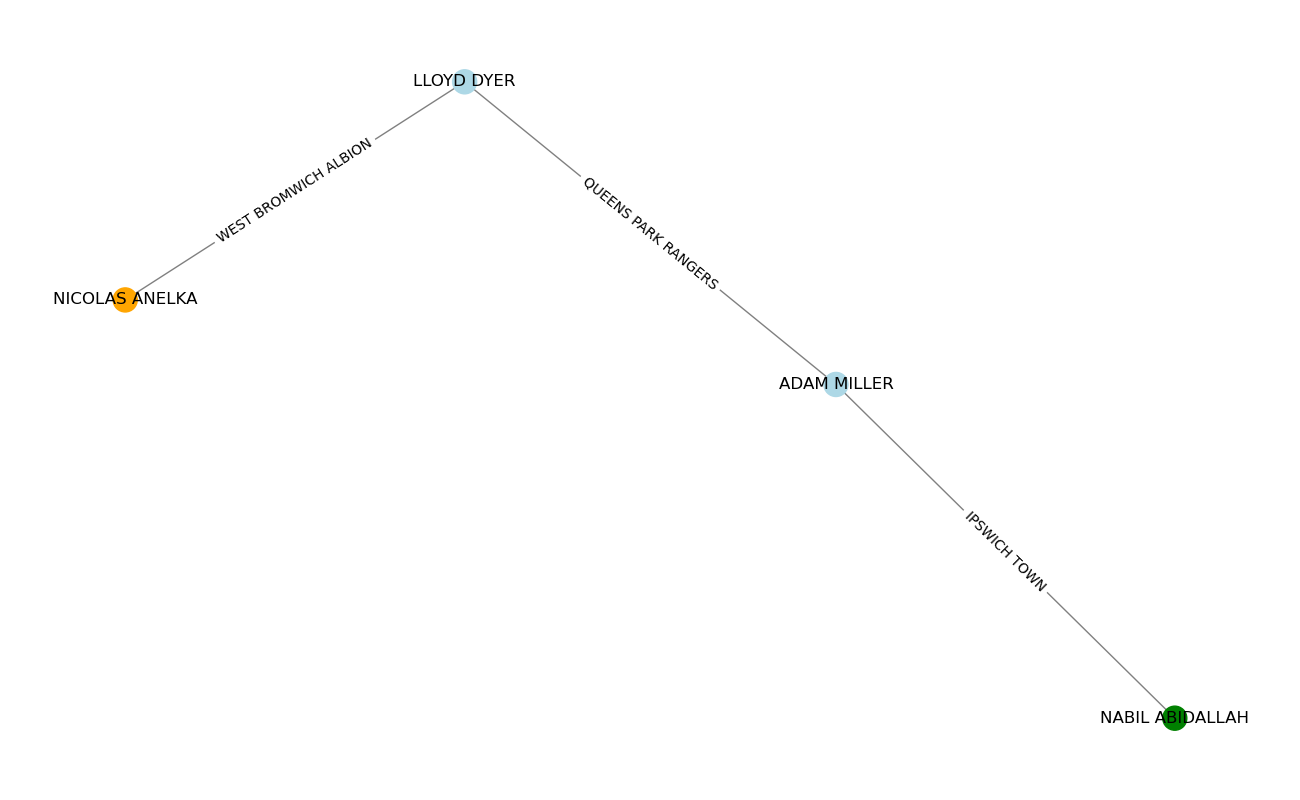 LLOYD DYER
WEST BROMWICH ALBION
QUEENS PARK RANGERS
NICOLAS ANELKA
ADAM MILLER
IPSWICH TOWN
NABIL ABIDALLAH